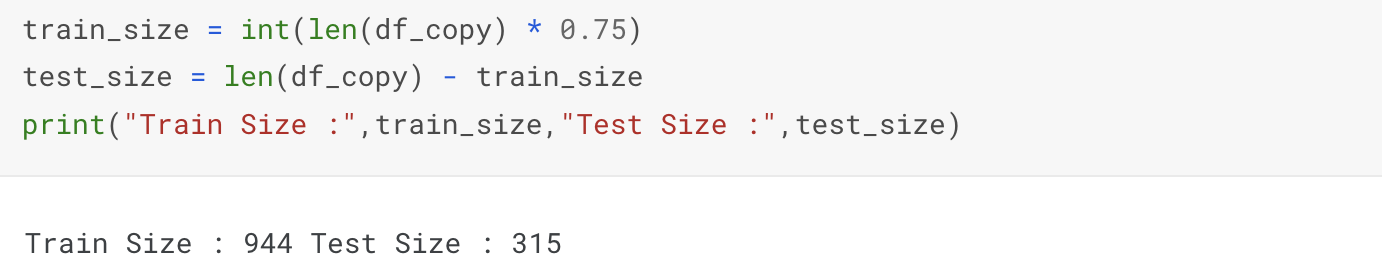 train_size = int(len(df_copy) * 0.75)
test_size = len(df_copy) - train_size
print("Train Size :",train_size,"Test Size :",test_size)
Train Size : 944 Test Size : 315